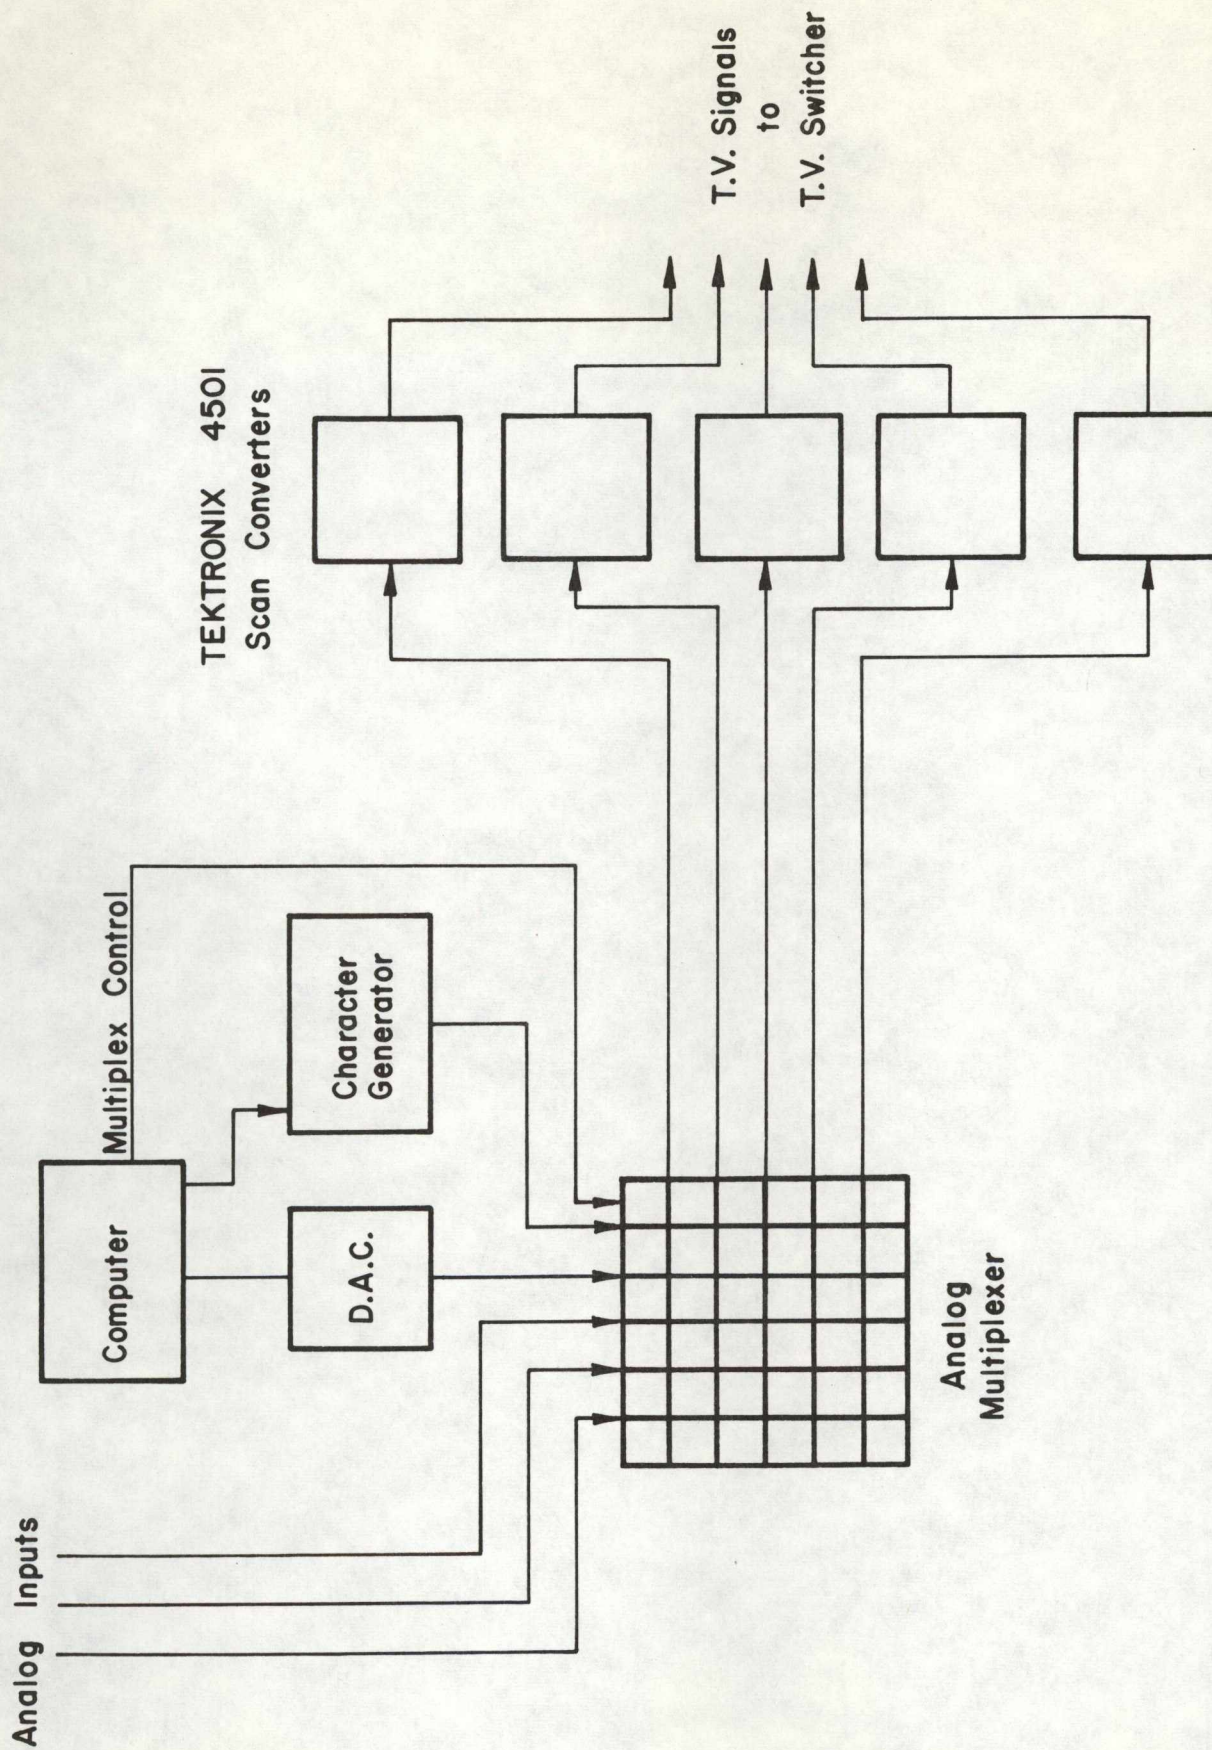 Analog Inputs
Computer
Multiplex Control
D.A.C.
Character
Generator
TEKTRONIX 4501
Scan Converters
T.V. Signals
to
T.V. Switcher
Analog
Multiplexer